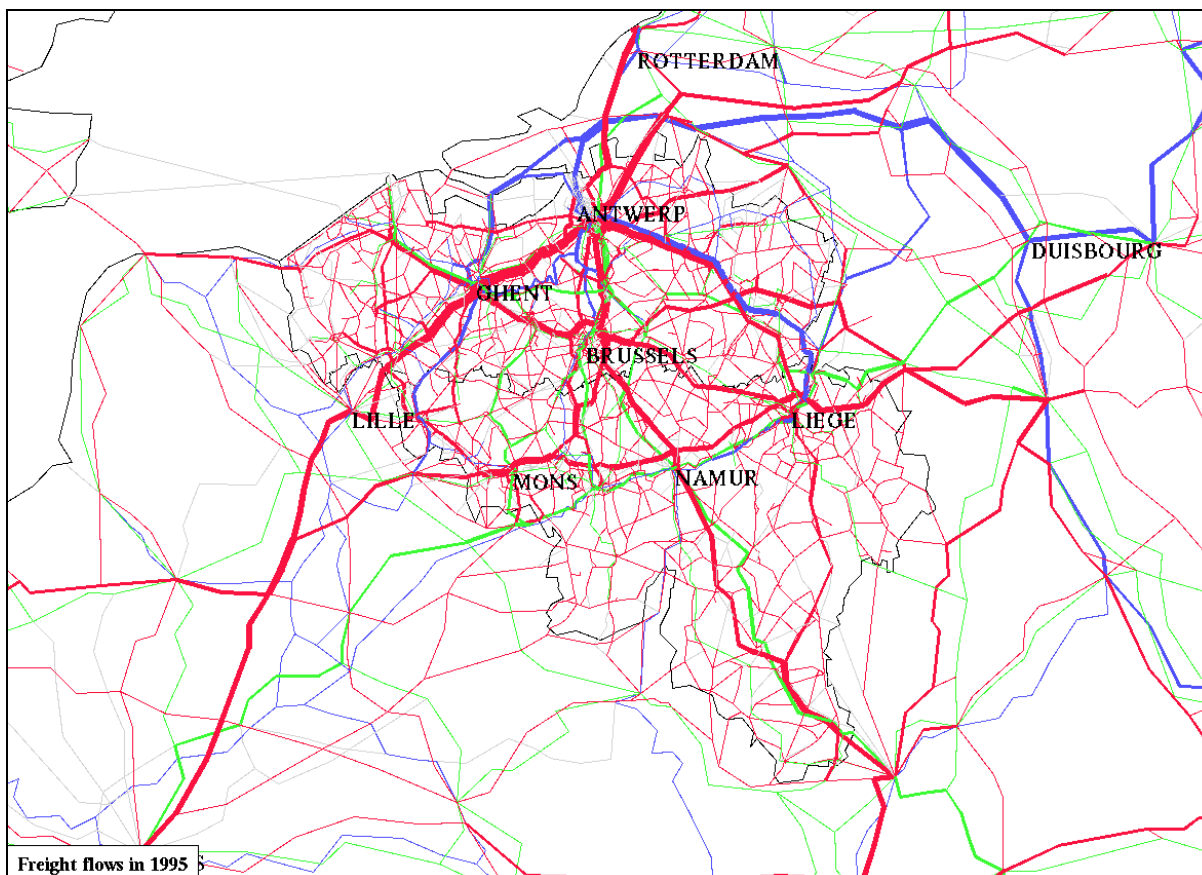 ROTTERDAM
ANTWERP
DUISBOURG
GHENT
BRUSSELS
LILLE
LIEGE
MONS
NAMUR
Freight flows in 1995